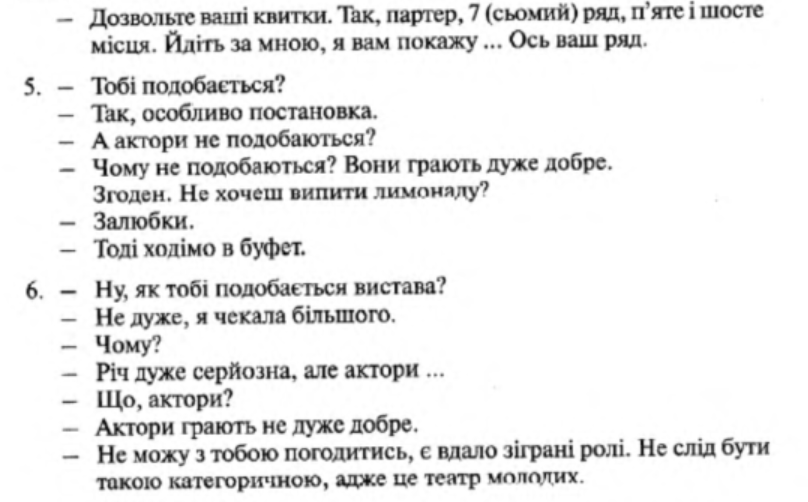 – Дозвольте ваші квитки. Так, партер, 7 (сьомий) ряд, п'яте і шосте
місця. Йдіть за мною, я вам покажу ... Ось ваш ряд.
5. – Тобі подобається?
– Так, особливо постановка.
– А актори не подобаються?
– Чому не подобаються? Вони грають дуже добре.
Згоден. Не хочеш випити лимонаду?
– Залюбки.
– Тоді ходімо в буфет.
6. – Ну, як тобі подобається вистава?
– Не дуже, я чекала більшого.
– Чому?
– Річ дуже серйозна, але актори ...
– Що, актори?
– Актори грають не дуже добре.
– Не можу з тобою погодитись, є вдало зіграні ролі. Не слід бути
такою категоричною, адже це театр молодих.